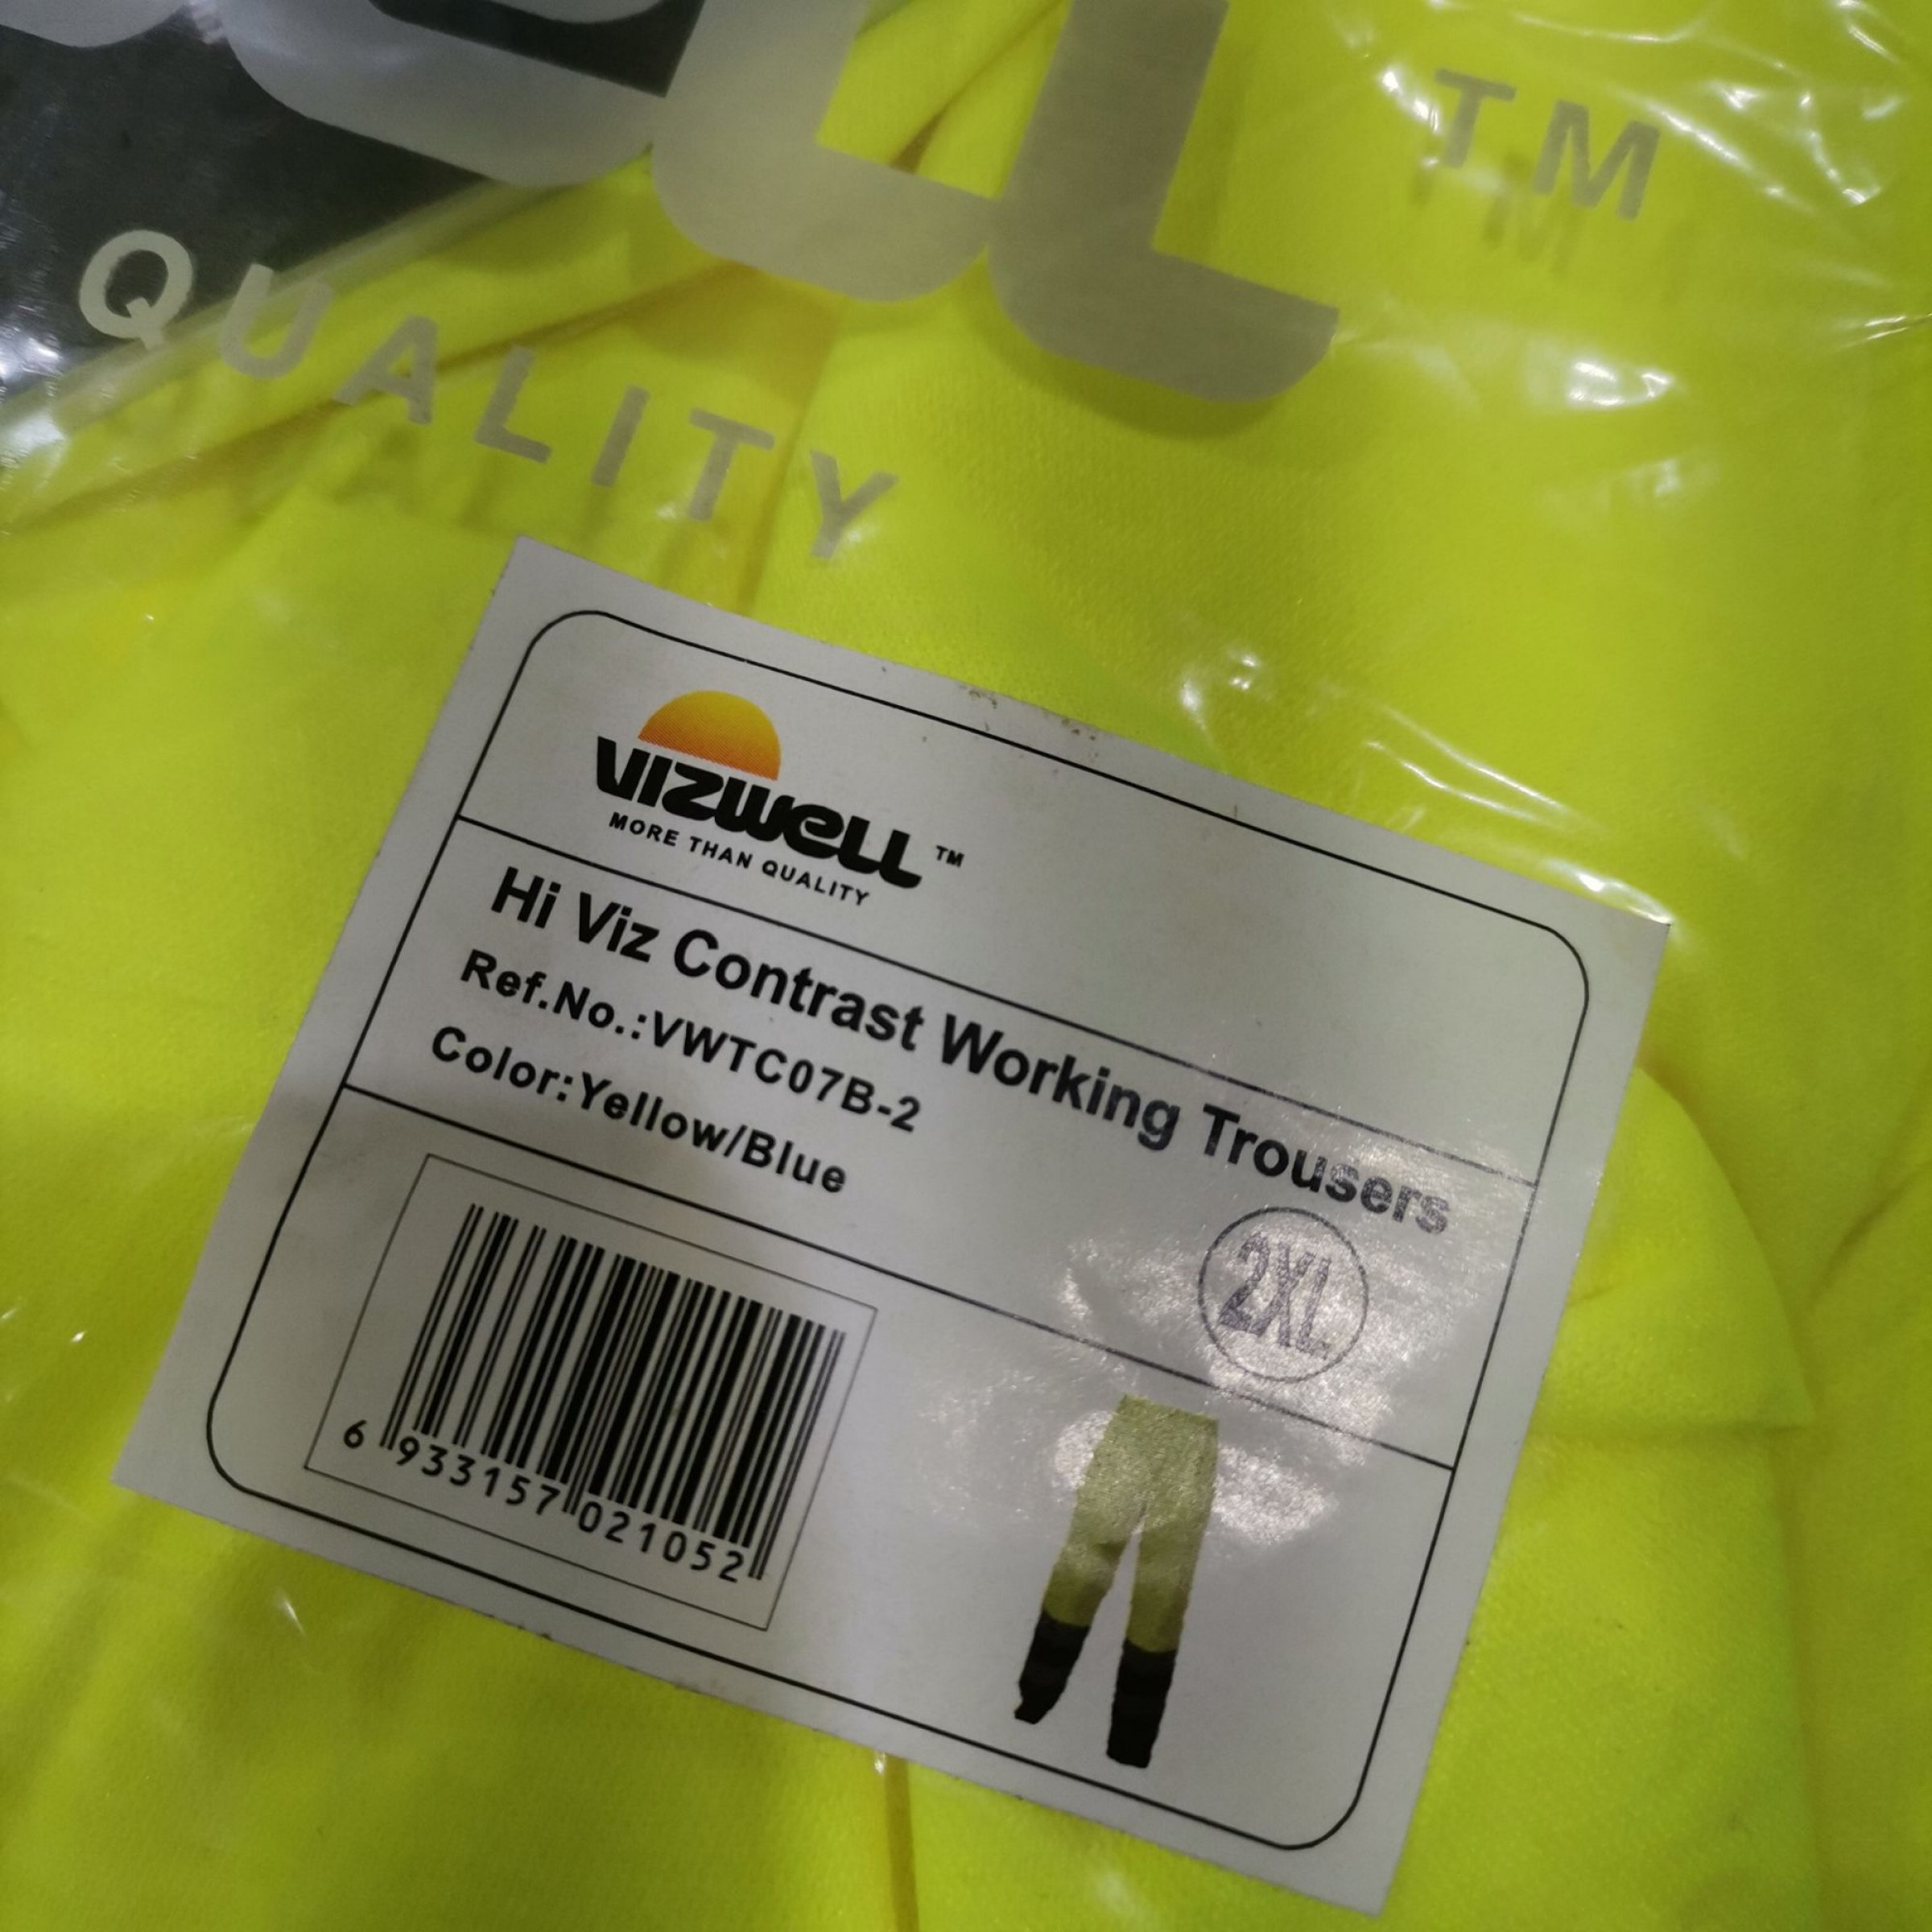 ell TM
QUALITY
vizwell TM
MORE THAN QUALITY
Hi Viz Contrast Working Trousers
Ref.No.:VWTC07B-2
Color:Yellow/Blue
2XL
6 933157 021052